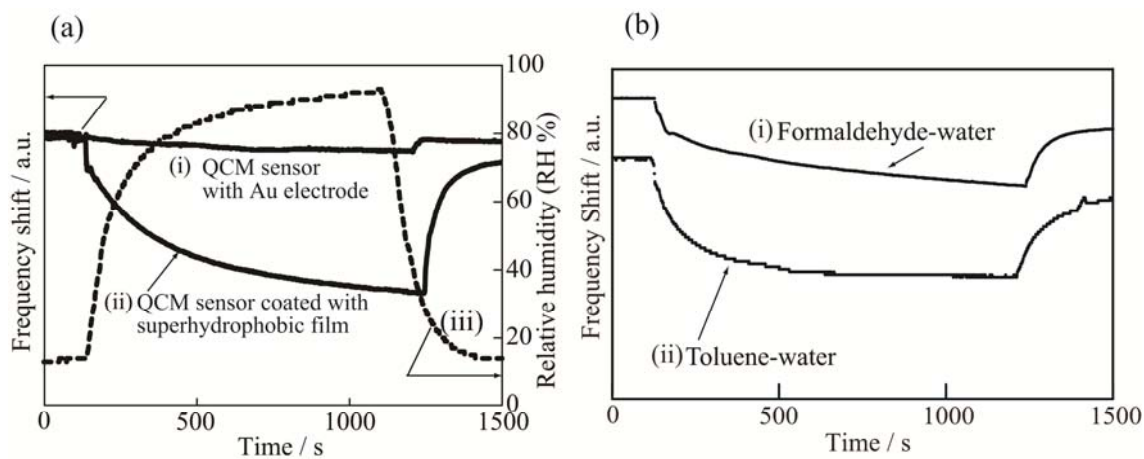 (a)
Frequency shift / a.u.
100
80
60
40
20
0
Relative humidity (RH %)
(i) QCM sensor
with Au electrode
(ii) QCM sensor coated with
superhydrophobic film
(iii)
0
500
1000
1500
Time / s
(b)
Frequency Shift / a.u.
(i) Formaldehyde-water
(ii) Toluene-water
0
500
1000
1500
Time / s